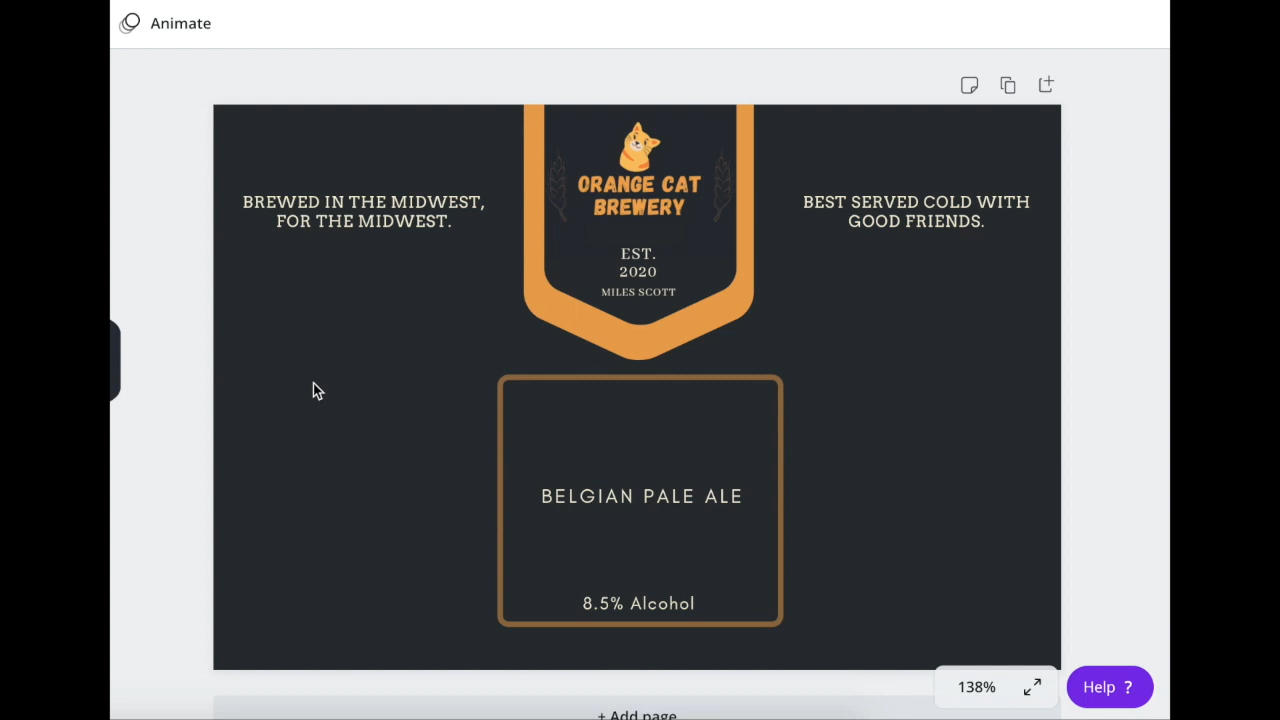 Animate
BREWED IN THE MIDWEST,
FOR THE MIDWEST.
ORANGE CAT
BREWERY
EST.
2020
MILES SCOTT
BEST SERVED COLD WITH
GOOD FRIENDS.
BELGIAN PALE ALE
8.5% Alcohol
138%
Help ?
+ Add page